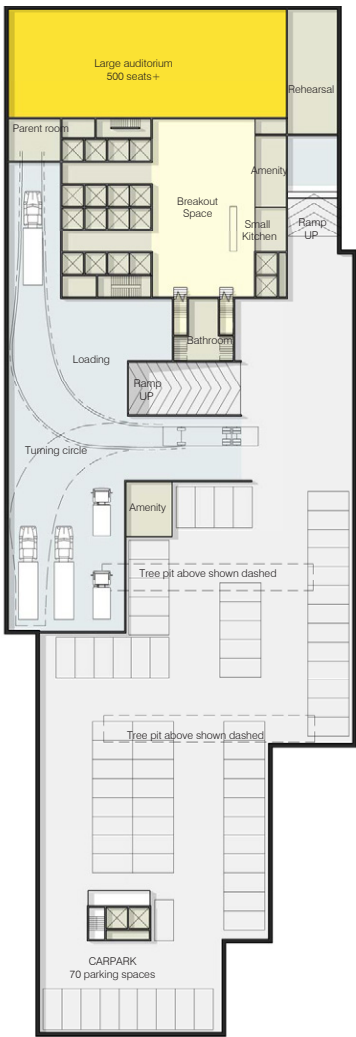 Large auditorium
500 seats+
Rehearsal
Parent room
Amenity
Breakout
Space
Small
Kitchen
Ramp
UP
Bathroom
Loading
Ramp
UP
Turning circle
Amenity
Tree pit above shown dashed
Tree pit above shown dashed
CARPARK
70 parking spaces